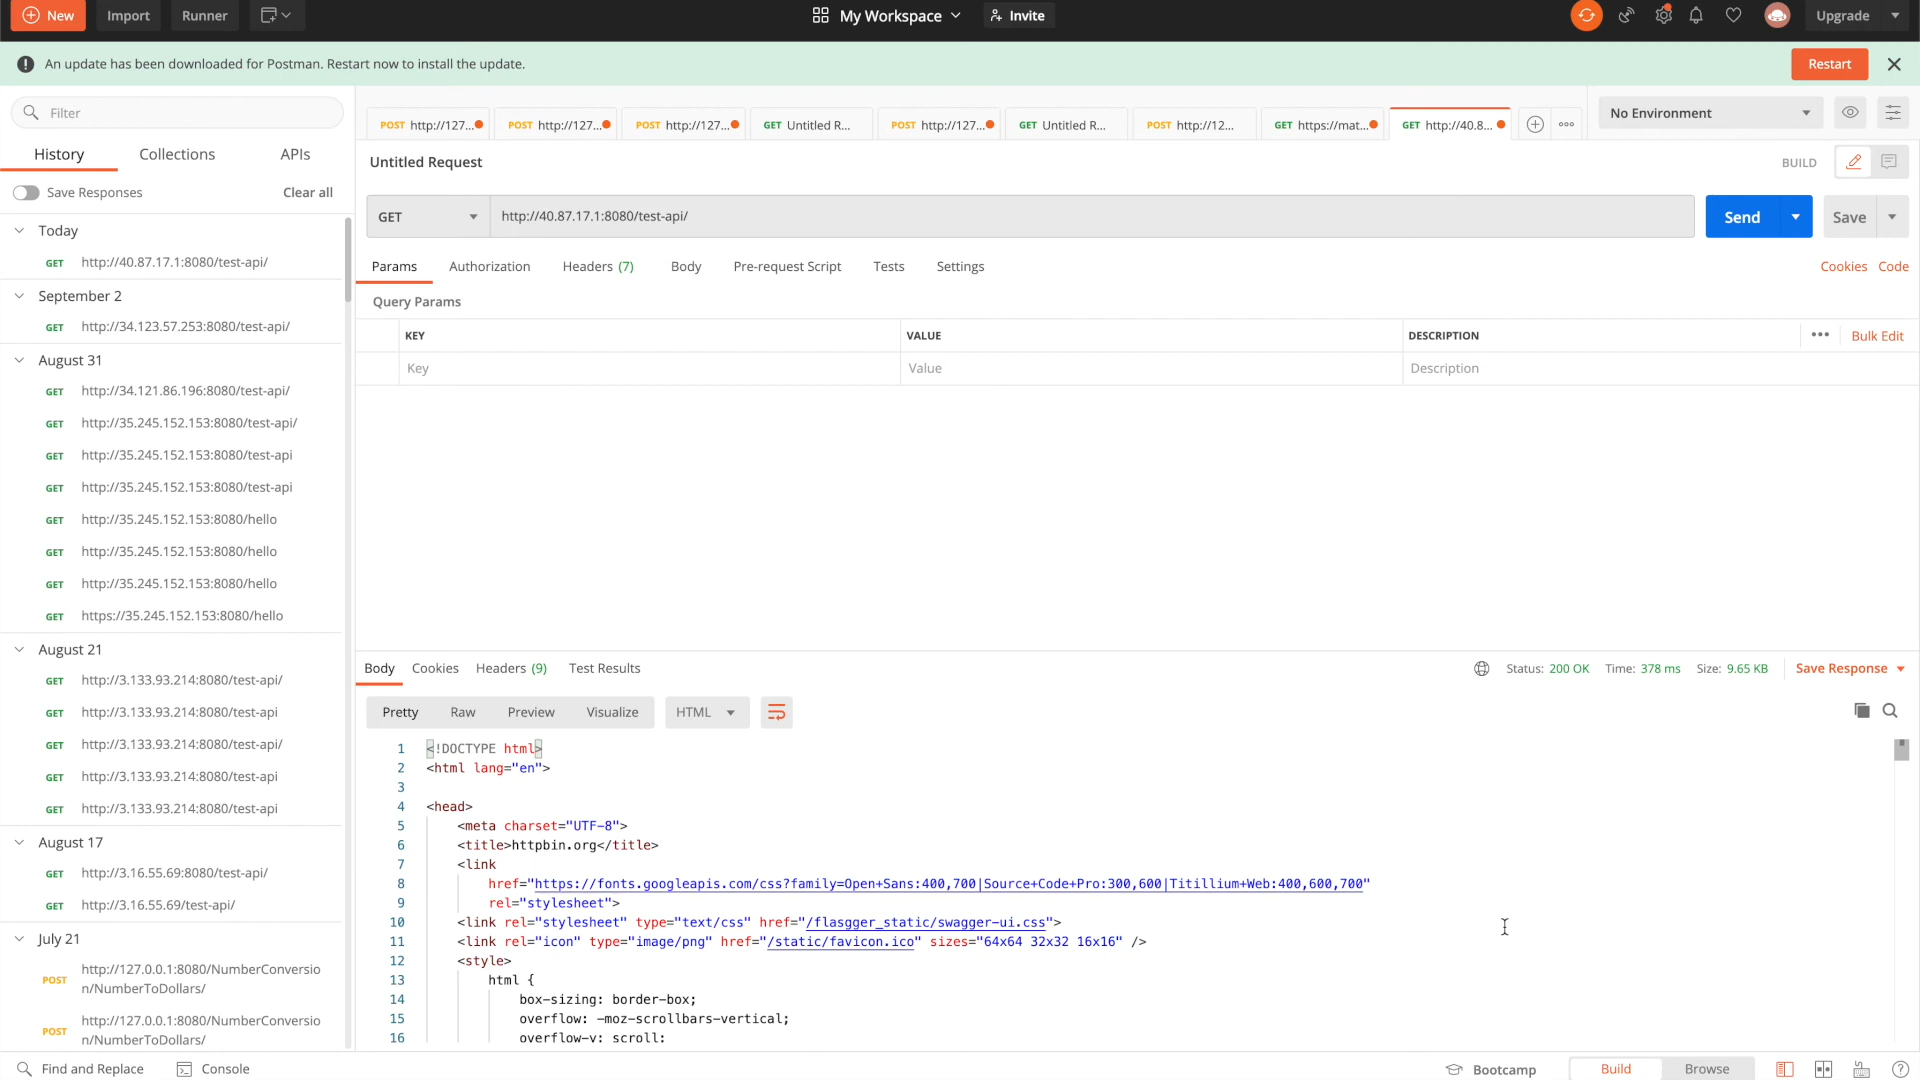 New
Import
Runner
My Workspace
Invite
Upgrade
An update has been downloaded for Postman. Restart now to install the update.
Restart
Filter
History
Collections
APIs
Save Responses
Clear all
Today
GET http://40.87.17.1:8080/test-api/
September 2
GET http://34.123.57.253:8080/test-api/
August 31
GET http://34.121.86.196:8080/test-api/
GET http://35.245.152.153:8080/test-api/
GET http://35.245.152.153:8080/test-api
GET http://35.245.152.153:8080/test-api
GET http://35.245.152.153:8080/hello
GET http://35.245.152.153:8080/hello
GET http://35.245.152.153:8080/hello
GET https://35.245.152.153:8080/hello
August 21
GET http://3.133.93.214:8080/test-api/
GET http://3.133.93.214:8080/test-api
GET http://3.133.93.214:8080/test-api/
GET http://3.133.93.214:8080/test-api
GET http://3.133.93.214:8080/test-api
August 17
GET http://3.16.55.69:8080/test-api/
GET http://3.16.55.69/test-api/
July 21
POST http://127.0.0.1:8080/NumberConversio
n/NumberToDollars/
POST http://127.0.0.1:8080/NumberConversio
n/NumberToDollars/
POST http://127...
POST http://127...
POST http://127...
GET Untitled R...
POST http://127...
GET Untitled R...
POST http://12...
GET https://mat...
GET http://40.8...
No Environment
Untitled Request
BUILD
GET
http://40.87.17.1:8080/test-api/
Send
Save
Params
Authorization
Headers (7)
Body
Pre-request Script
Tests
Settings
Cookies
Code
Query Params
KEY
VALUE
DESCRIPTION
Bulk Edit
Key
Value
Description
Body
Cookies
Headers (9)
Test Results
Status: 200 OK
Time: 378 ms
Size: 9.65 KB
Save Response
Pretty
Raw
Preview
Visualize
HTML
1 <!DOCTYPE html>
2 <html lang="en">
3
4 <head>
5 <meta charset="UTF-8">
6 <title>httpbin.org</title>
7 <link
8 href="https://fonts.googleapis.com/css?family=Open+Sans:400,700|Source+Code+Pro:300,600|Titillium+Web:400,600,700"
9 rel="stylesheet">
10 <link rel="stylesheet" type="text/css" href="/flasgger_static/swagger-ui.css">
11 <link rel="icon" type="image/png" href="/static/favicon.ico" sizes="64x64 32x32 16x16" />
12 <style>
13 html {
14 box-sizing: border-box;
15 overflow: -moz-scrollbars-vertical;
16 overflow-y: scroll;
Find and Replace
Console
Bootcamp
Build
Browse